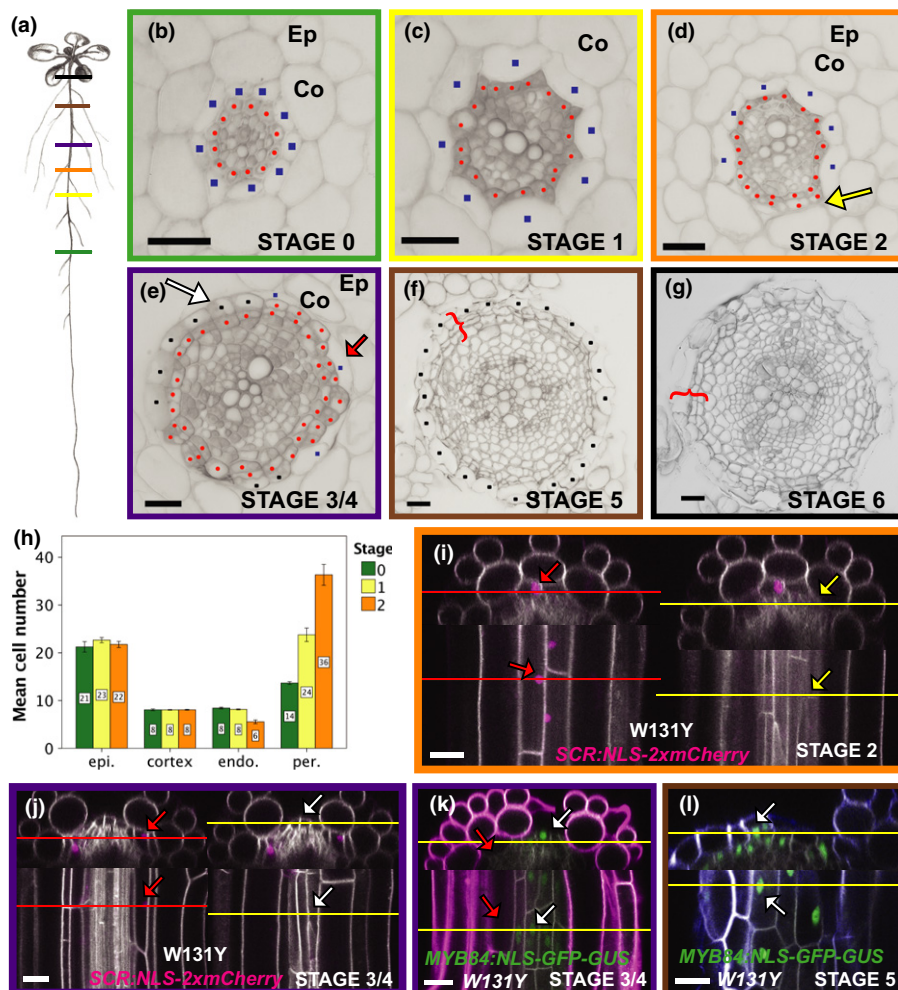 (a)
(b)
Ep
Co
STAGE 0
(c)
Co
STAGE 1
(d)
Ep
Co
STAGE 2
(e)
Ep
Co
STAGE 3/4
(f)
STAGE 5
(g)
STAGE 6
(h)
Mean cell number
40
30
20
10
0
21
23
22
8
8
8
8
8
6
14
24
36
epi.
cortex
endo.
per.
Stage
0
1
2
(i)
W131Y
SCR:NLS-2xmCherry
STAGE 2
(j)
W131Y
SCR:NLS-2xmCherry
STAGE 3/4
(k)
MYB84:NLS-GFP-GUS
W131Y
STAGE 3/4
(l)
MYB84:NLS-GFP-GUS
W131Y
STAGE 5